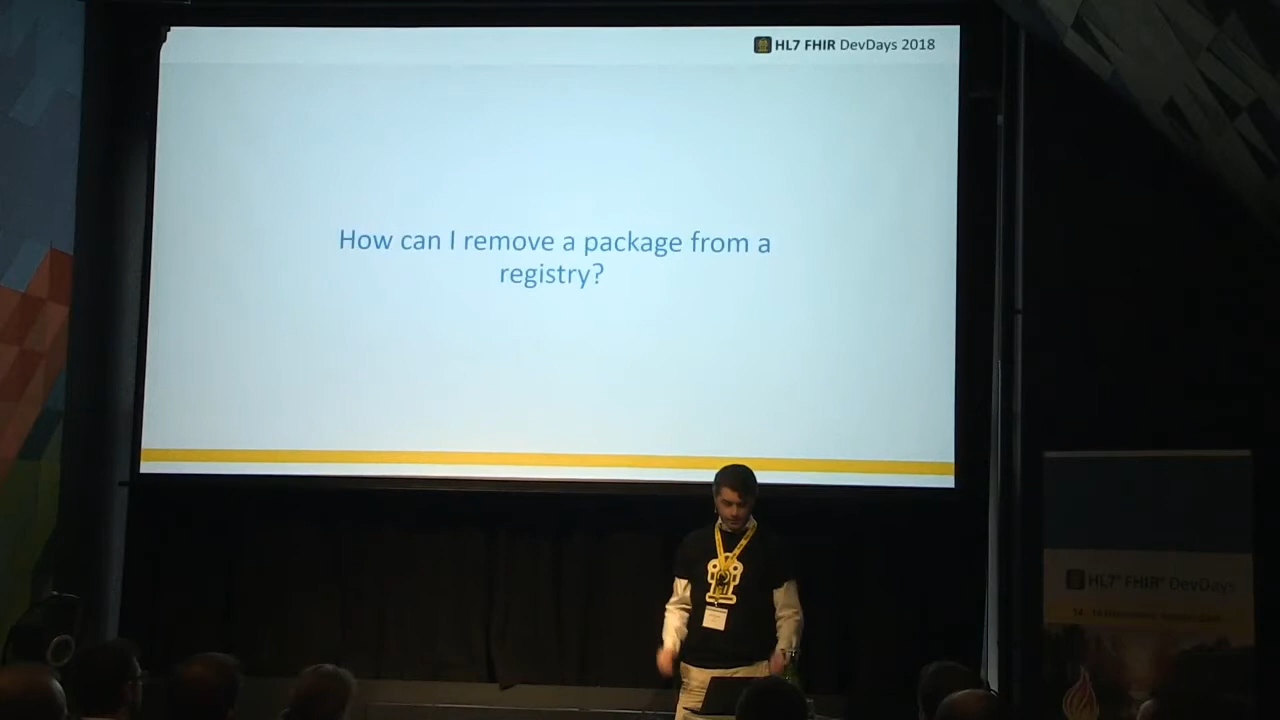 HL7 FHIR DevDays 2018
How can I remove a package from a
registry?
HL7® FHIR® DevDays